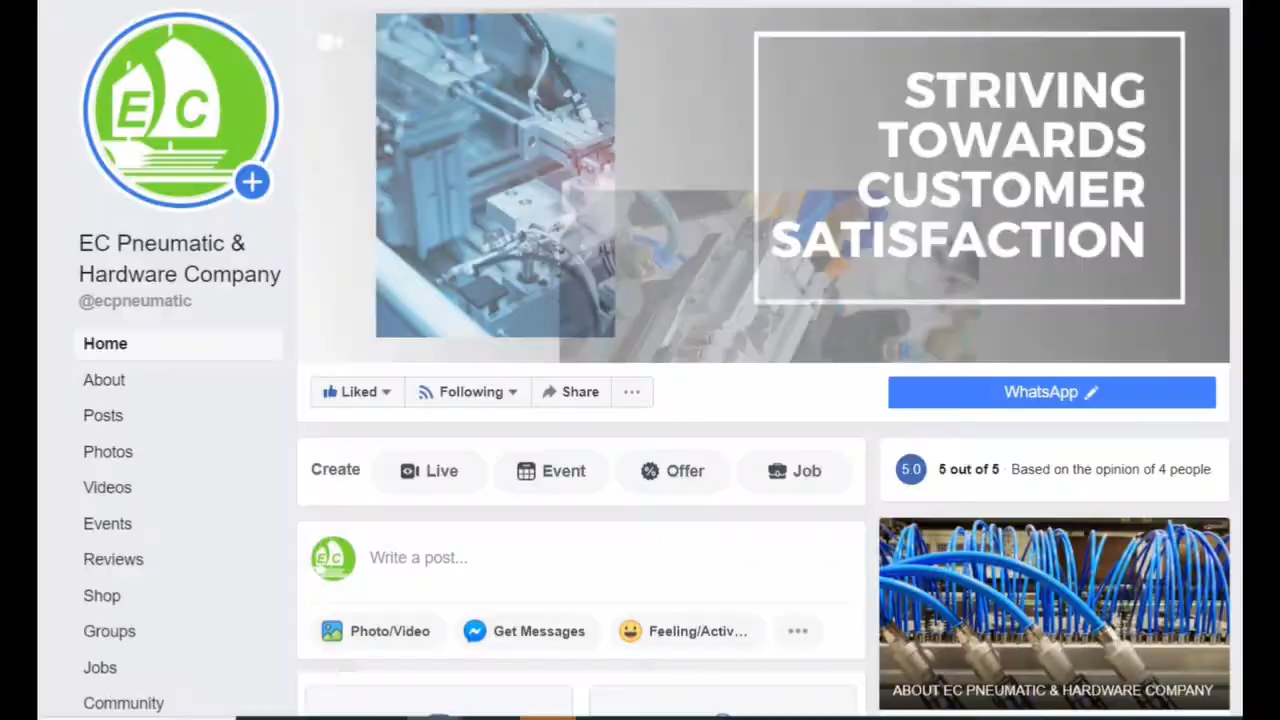 E C
STRIVING
TOWARDS
CUSTOMER
SATISFACTION
EC Pneumatic &
Hardware Company
@ecpneumatic
Home
About
Posts
Photos
Videos
Events
Reviews
Shop
Groups
Jobs
Community
Liked
Following
Share
WhatsApp
Create
Live
Event
Offer
Job
5.0
5 out of 5 · Based on the opinion of 4 people
E C
Write a post...
Photo/Video
Get Messages
Feeling/Activ...
ABOUT EC PNEUMATIC & HARDWARE COMPANY